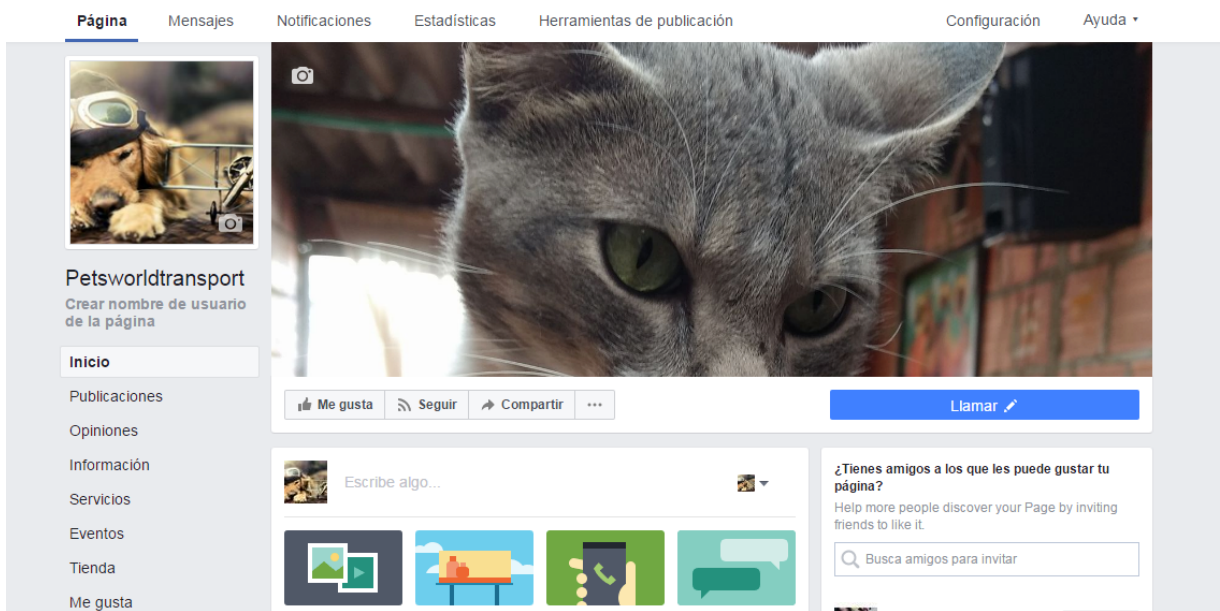 Página Mensajes Notificaciones Estadísticas Herramientas de publicación Configuración Ayuda
Petsworldtransport
Crear nombre de usuario
de la página
Inicio
Publicaciones
Opiniones
Información
Servicios
Eventos
Tienda
Me gusta
Me gusta Seguir Compartir ...
Llamar
Escribe algo...
¿Tienes amigos a los que les puede gustar tu
página?
Help more people discover your Page by inviting
friends to like it.
Busca amigos para invitar